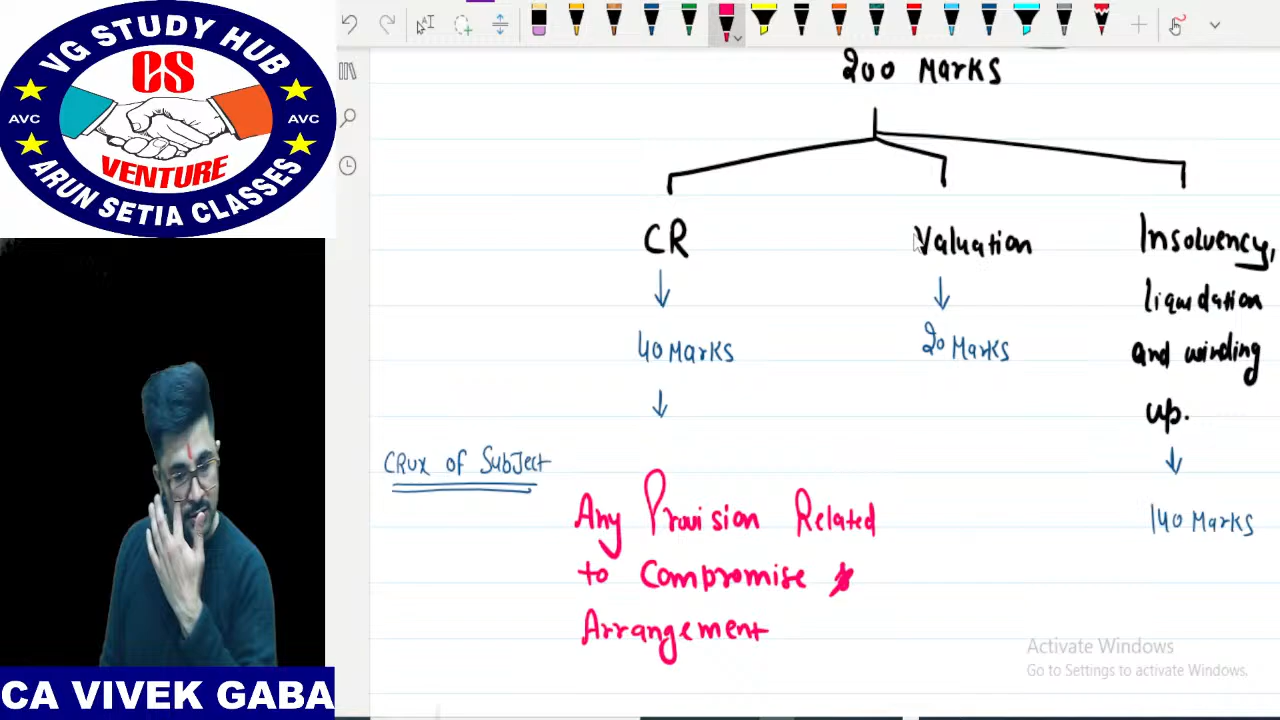 VG STUDY HUB
CS
AVC
AVC
VENTURE
ARUN SETIA CLASSES
200 Marks
CR
Valuation
Insolvency,
liqudation
and winding
up.
40 Marks
20 Marks
140 Marks
CRUX of SubJect
Any Provision Related
to Compromise &
Arrangement
Activate Windows
Go to Settings to activate Windows.
CA VIVEK GABA